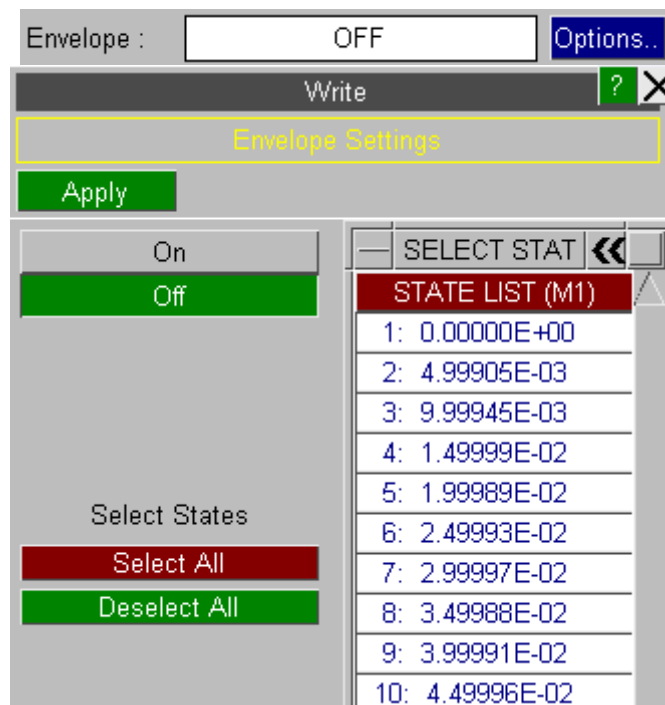 Envelope : OFF Options..
Write ? X
Envelope Settings
Apply
On
Off
Select States
Select All
Deselect All
SELECT STAT
STATE LIST (M1)
1: 0.00000E+00
2: 4.99905E-03
3: 9.99945E-03
4: 1.49999E-02
5: 1.99989E-02
6: 2.49993E-02
7: 2.99997E-02
8: 3.49988E-02
9: 3.99991E-02
10: 4.49996E-02